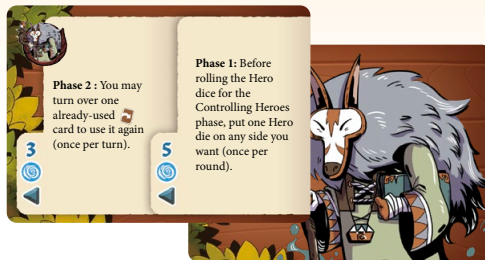 Phase 2 : You may
turn over one
already-used
card to use it again
(once per turn).
3
Phase 1: Before
rolling the Hero
dice for the
Controlling Heroes
phase, put one Hero
die on any side you
want (once per
round).
5